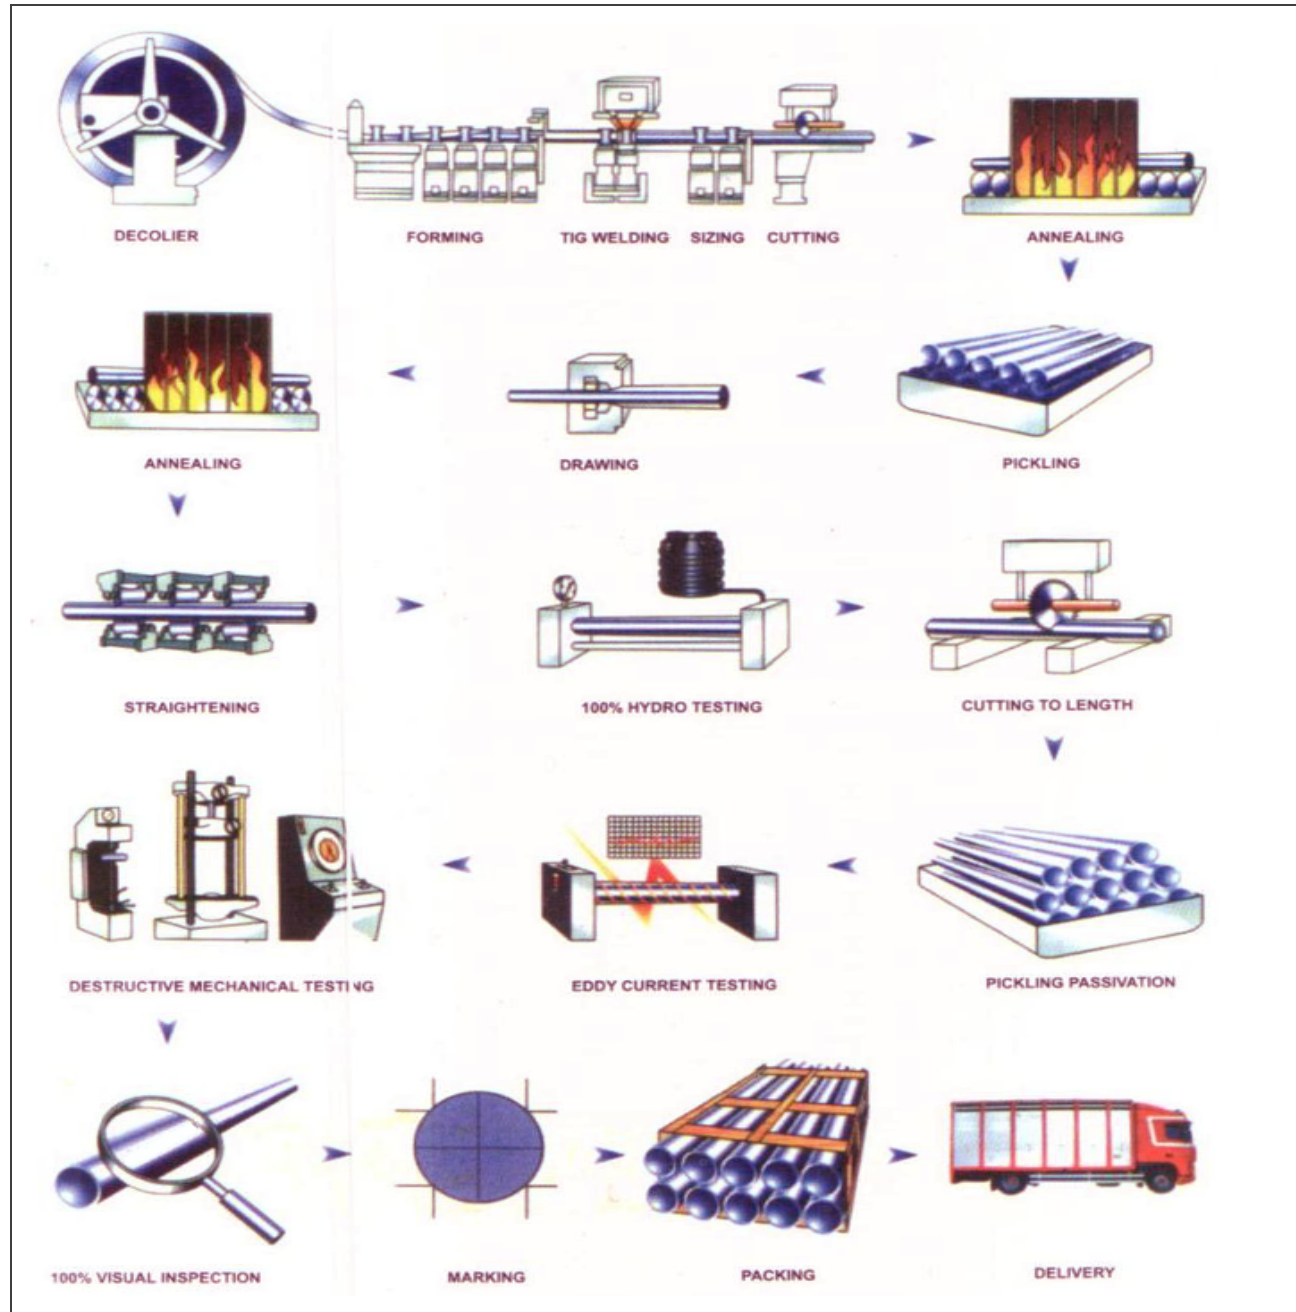 DECOLIER
FORMING
TIG WELDING
SIZING
CUTTING
ANNEALING
ANNEALING
DRAWING
PICKLING
STRAIGHTENING
100% HYDRO TESTING
CUTTING TO LENGTH
DESTRUCTIVE MECHANICAL TESTING
EDDY CURRENT TESTING
PICKLING PASSIVATION
100% VISUAL INSPECTION
MARKING
PACKING
DELIVERY